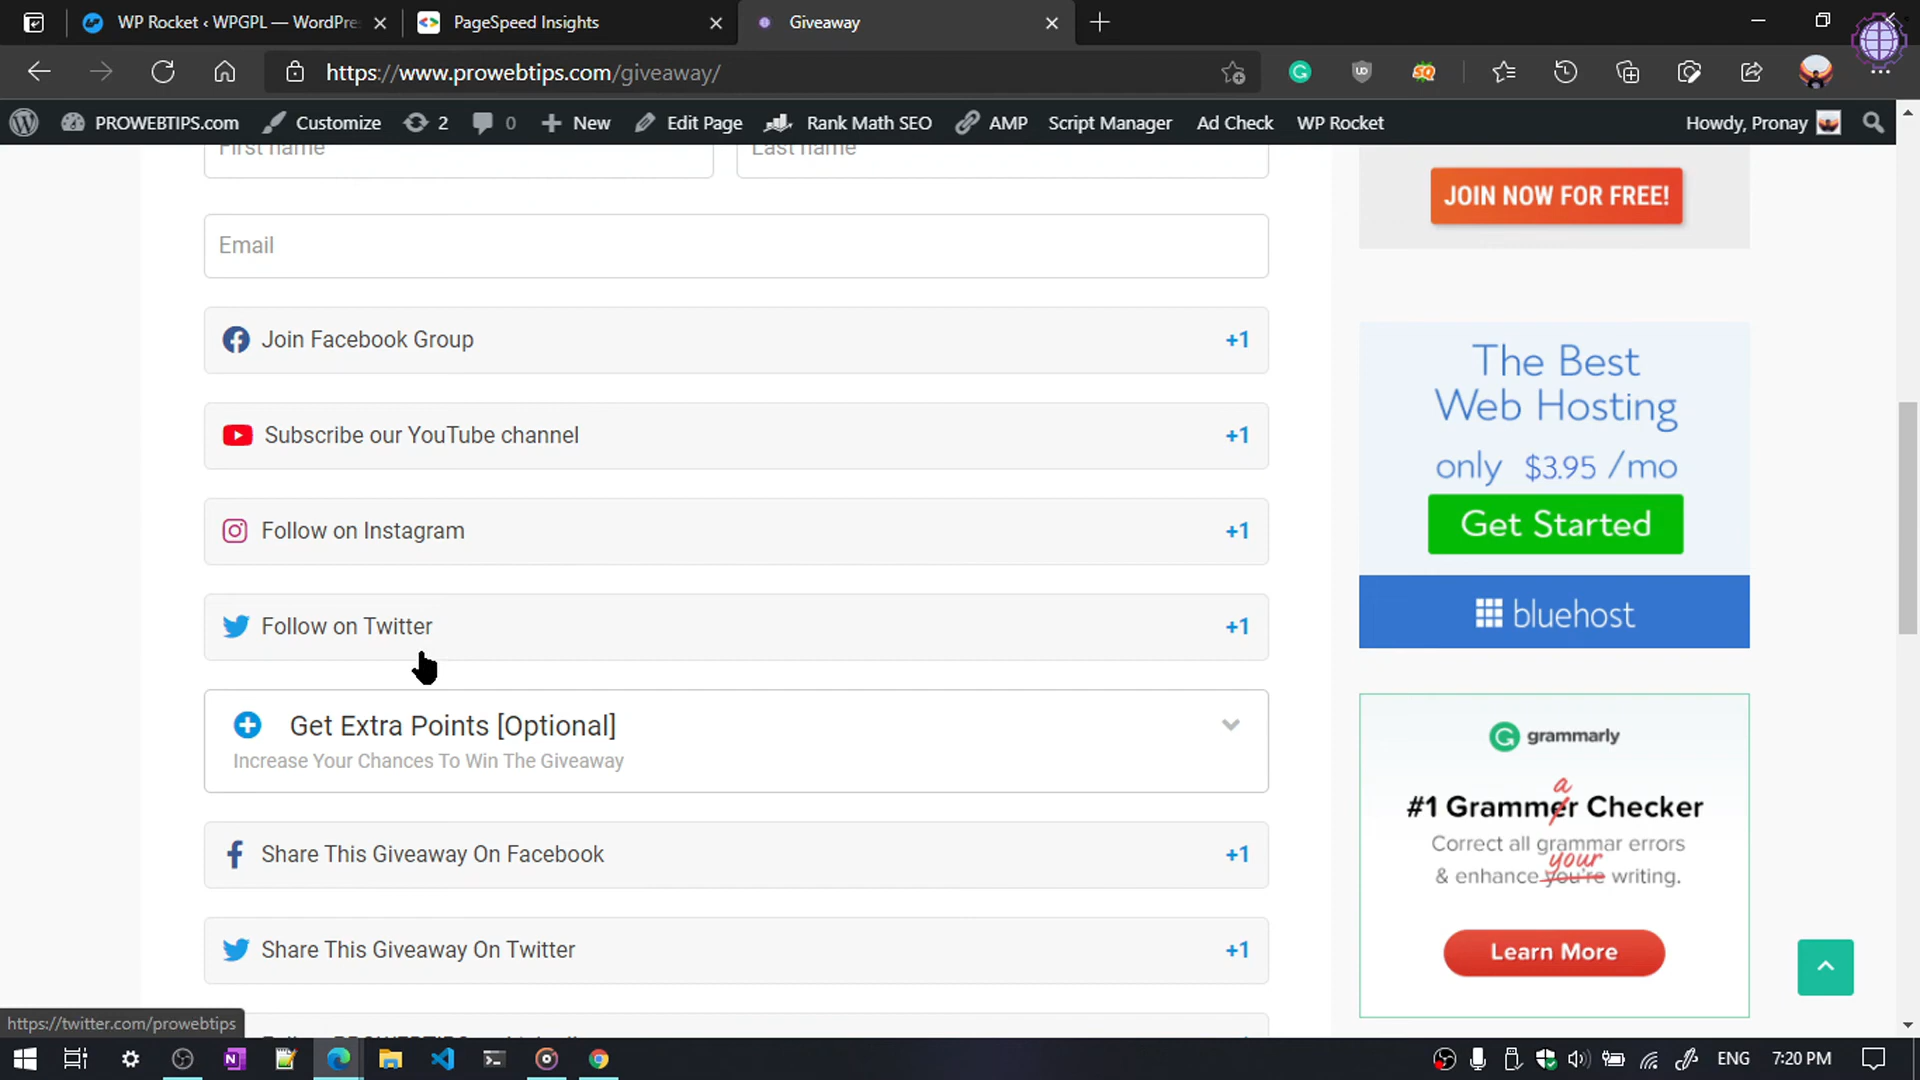 WP Rocket ‹ WPGPL — WordPre
PageSpeed Insights
Giveaway
https://www.prowebtips.com/giveaway/
PROWEBTIPS.com
Customize
2
0
New
Edit Page
Rank Math SEO
AMP
Script Manager
Ad Check
WP Rocket
Howdy, Pronay
First name
Last name
Email
Join Facebook Group
+1
Subscribe our YouTube channel
+1
Follow on Instagram
+1
Follow on Twitter
+1
Get Extra Points [Optional]
Increase Your Chances To Win The Giveaway
Share This Giveaway On Facebook
+1
Share This Giveaway On Twitter
+1
JOIN NOW FOR FREE!
The Best
Web Hosting
only $3.95 /mo
Get Started
bluehost
grammarly
a
#1 Grammer Checker
Correct all grammar errors
your
& enhance you're writing.
Learn More
https://twitter.com/prowebtips
ENG
7:20 PM